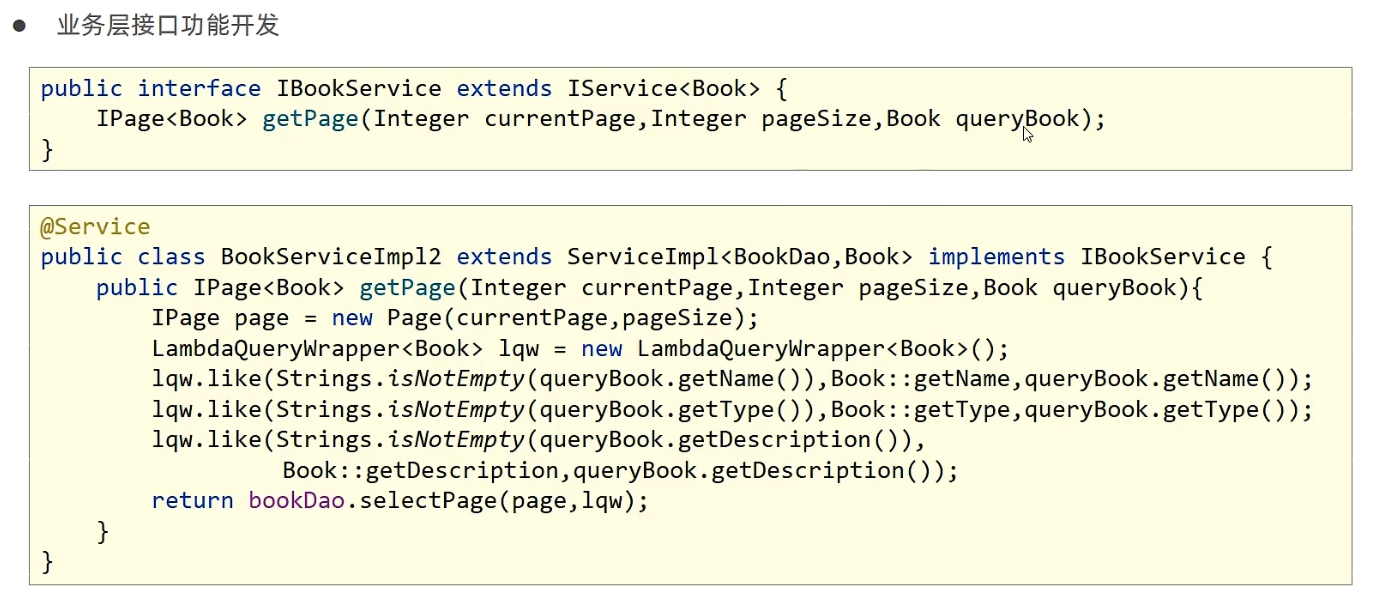 ● 业务层接口功能开发
public interface IBookService extends IService<Book> {
    IPage<Book> getPage(Integer currentPage,Integer pageSize,Book queryBook);
}
@Service
public class BookServiceImpl2 extends ServiceImpl<BookDao,Book> implements IBookService {
    public IPage<Book> getPage(Integer currentPage,Integer pageSize,Book queryBook){
        IPage page = new Page(currentPage,pageSize);
        LambdaQueryWrapper<Book> lqw = new LambdaQueryWrapper<Book>();
        lqw.like(Strings.isNotEmpty(queryBook.getName()),Book::getName,queryBook.getName());
        lqw.like(Strings.isNotEmpty(queryBook.getType()),Book::getType,queryBook.getType());
        lqw.like(Strings.isNotEmpty(queryBook.getDescription()),
                Book::getDescription,queryBook.getDescription());
        return bookDao.selectPage(page,lqw);
    }
}